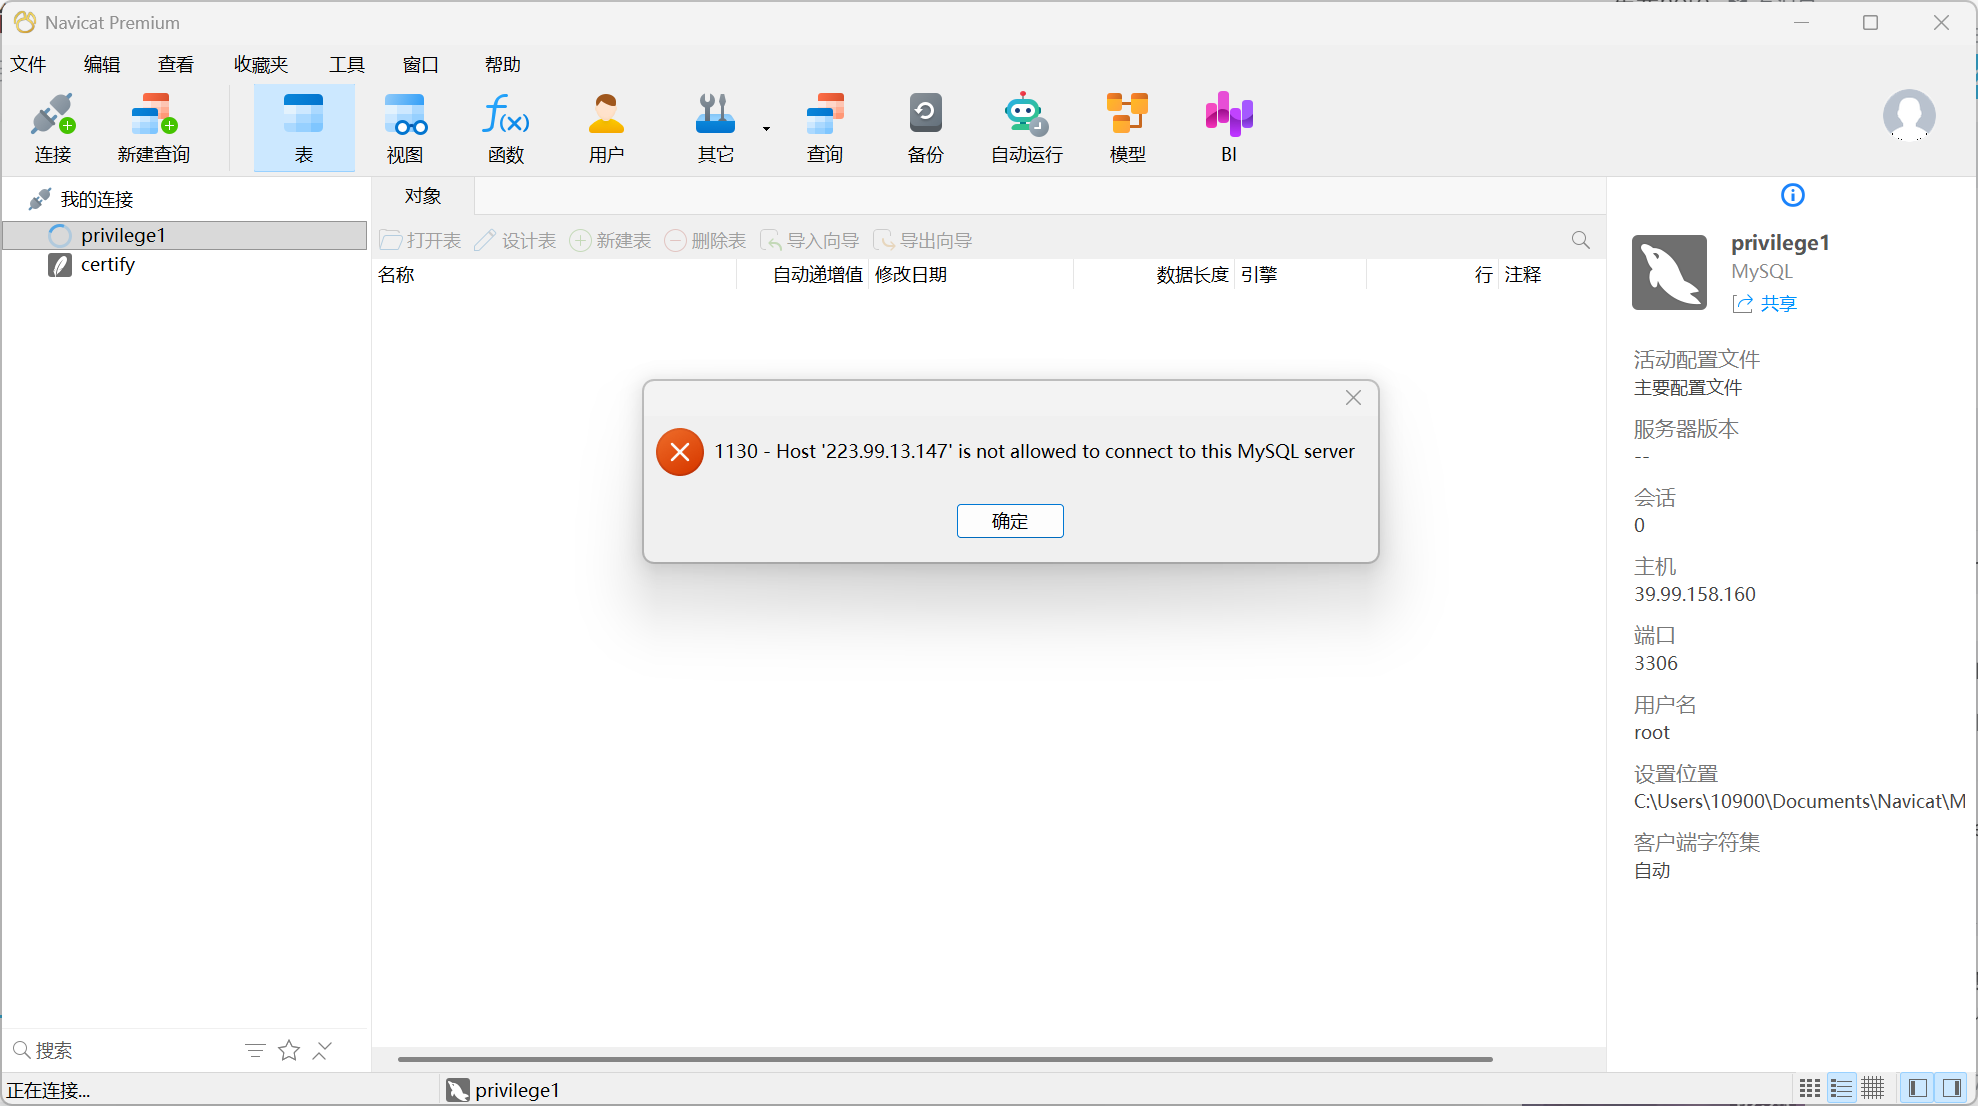 Navicat Premium
文件 编辑 查看 收藏夹 工具 窗口 帮助
连接 新建查询 表 视图 函数 用户 其它 查询 备份 自动运行 模型 BI
我的连接
privilege1
certify
对象
打开表 设计表 新建表 删除表 导入向导 导出向导
名称 自动递增值 修改日期 数据长度 引擎 行 注释
1130 - Host '223.99.13.147' is not allowed to connect to this MySQL server
确定
privilege1
MySQL
共享
活动配置文件
主要配置文件
服务器版本
--
会话
0
主机
39.99.158.160
端口
3306
用户名
root
设置位置
C:\Users\10900\Documents\Navicat\M
客户端字符集
自动
搜索
正在连接... privilege1